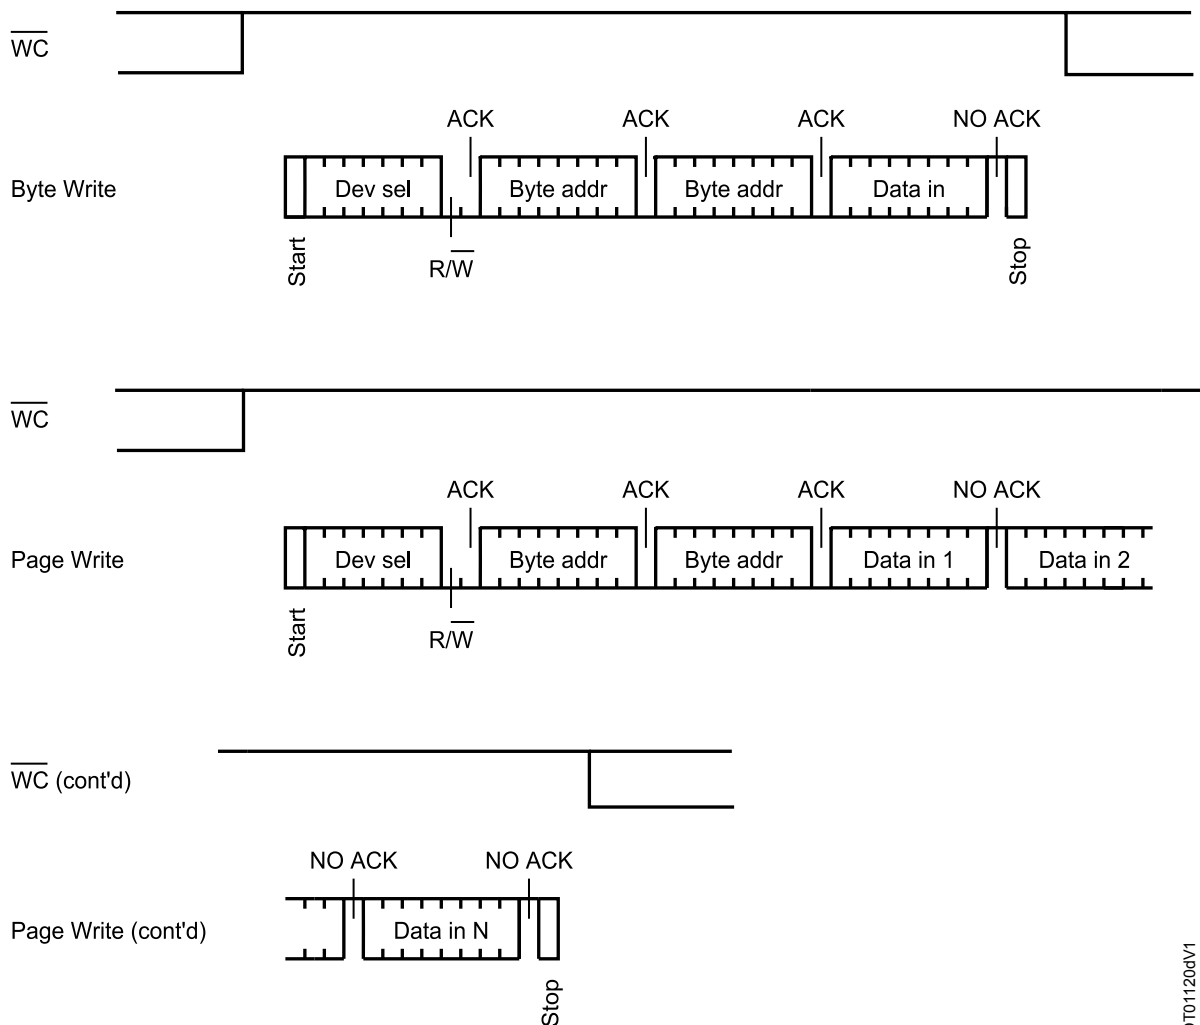 WC
ACK ACK ACK NO ACK
Byte Write Dev sel Byte addr Byte addr Data in
Start R/W Stop
WC
ACK ACK ACK NO ACK
Page Write Dev sel Byte addr Byte addr Data in 1 Data in 2
Start R/W
WC (cont'd)
NO ACK NO ACK
Page Write (cont'd) Data in N
Stop